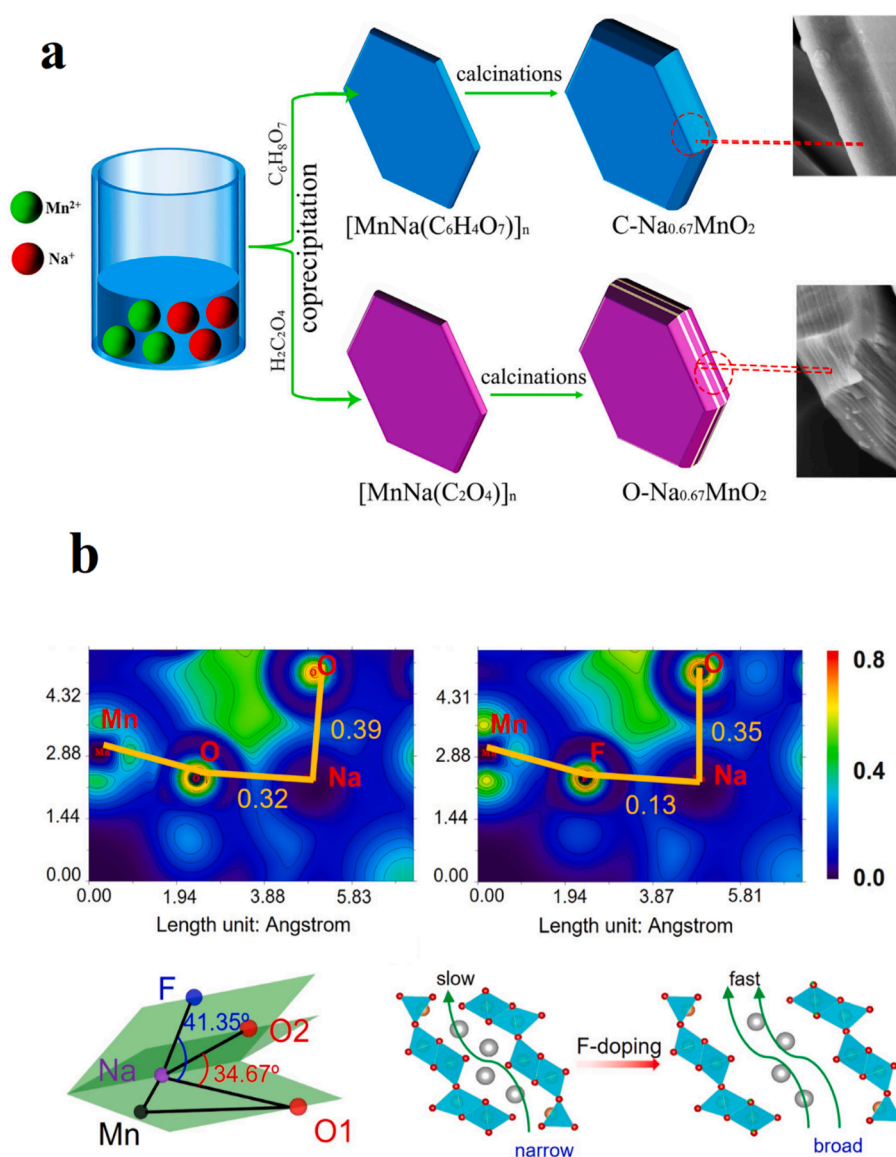 a
Mn²⁺
Na⁺
coprecipitation
C₆H₈O₇
H₂C₂O₄
calcinations
[MnNa(C₆H₄O₇)]ₙ
C-Na₀.₆₇MnO₂
calcinations
[MnNa(C₂O₄)]ₙ
O-Na₀.₆₇MnO₂
b
4.32
2.88
1.44
0.00
Mn
Mn
O
O
O
O
Na
0.39
0.32
0.00 1.94 3.88 5.83
Length unit: Angstrom
4.31
2.88
1.44
0.00
Mn
Mn
F
F
O
Na
0.35
0.13
0.00 1.94 3.87 5.81
Length unit: Angstrom
0.8
0.4
0.0
F
41.35°
O2
Na
34.67°
Mn
O1
slow
narrow
F-doping
fast
broad